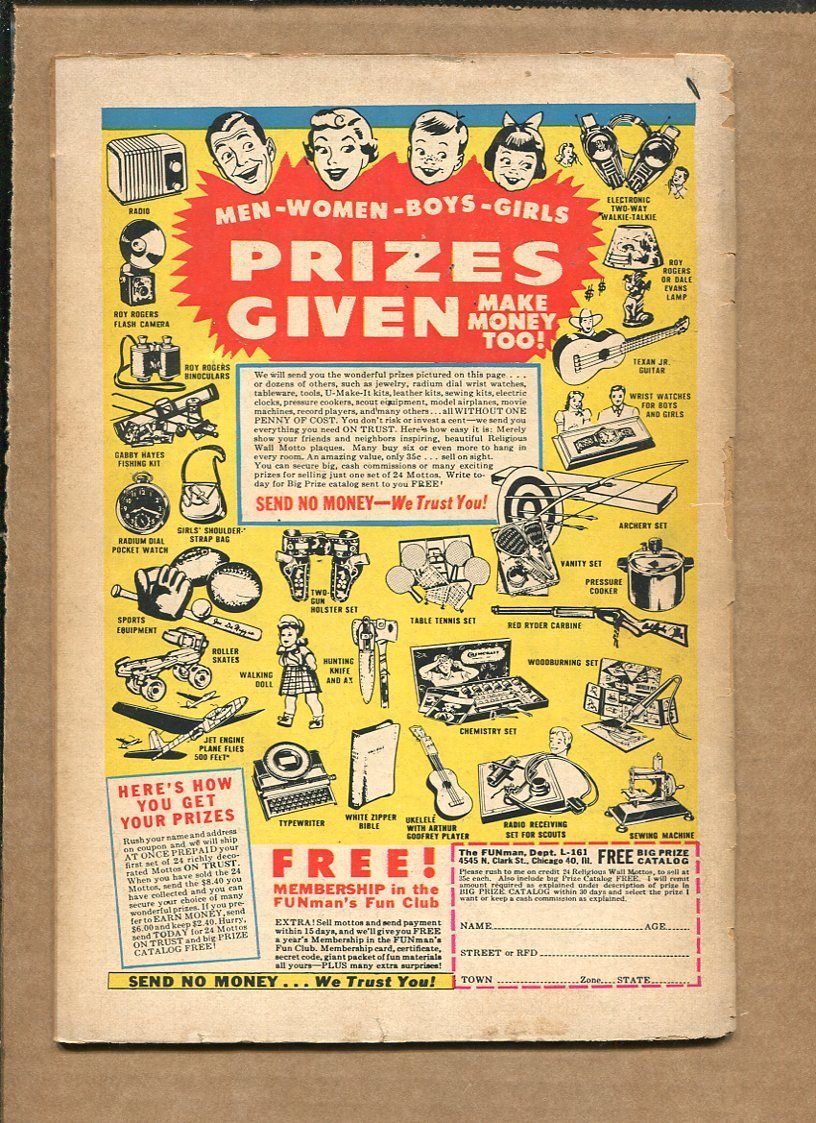 MEN - WOMEN - BOYS - GIRLS
PRIZES
GIVEN
MAKE
MONEY
TOO!
$ $
RADIO
ELECTRONIC
TWO-WAY
WALKIE-TALKIE
ROY ROGERS
FLASH CAMERA
ROY
ROGERS
OR DALE
EVANS
LAMP
ROY ROGERS
BINOCULARS
TEXAN JR.
GUITAR
We will send you the wonderful prizes pictured on this page . . . .
or dozens of others, such as jewelry, radium dial wrist watches,
tableware, tools, U-Make-It kits, leather kits, sewing kits, electric
clocks, pressure cookers, scout equipment, model airplanes, movie
machines, record players, and many others . . . all WITHOUT ONE
PENNY OF COST. You don't risk or invest a cent—we send you
everything you need ON TRUST. Here's how easy it is: Merely
show your friends and neighbors inspiring, beautiful Religious
Wall Motto plaques. Many buy six or even more to hang in
every room. An amazing value, only 35c . . . sell on sight.
You can secure big, cash commissions or many exciting
prizes for selling just one set of 24 Mottos. Write to-
day for Big Prize catalog sent to you FREE!
SEND NO MONEY—We Trust You!
WRIST WATCHES
FOR BOYS
AND GIRLS
GABBY HAYES
FISHING KIT
RADIUM DIAL
POCKET WATCH
GIRLS' SHOULDER-
STRAP BAG
ARCHERY SET
TWO-
GUN
HOLSTER SET
TABLE TENNIS SET
VANITY SET
PRESSURE
COOKER
SPORTS
EQUIPMENT
RED RYDER CARBINE
ROLLER
SKATES
WALKING
DOLL
HUNTING
KNIFE
AND AX
CHEMCRAFT
CHEMISTRY SET
WOODBURNING SET
JET ENGINE
PLANE FLIES
500 FEET
TYPEWRITER
WHITE ZIPPER
BIBLE
UKELELE
WITH ARTHUR
GODFREY PLAYER
RADIO RECEIVING
SET FOR SCOUTS
SEWING MACHINE
HERE'S HOW
YOU GET
YOUR PRIZES
Rush your name and address
on coupon and we will ship
AT ONCE PREPAID your
first set of 24 richly deco-
rated Mottos ON TRUST.
When you have sold the 24
Mottos, send the $8.40 you
have collected and you can
secure your choice of many
wonderful prizes. If you pre-
fer to EARN MONEY, send
$6.00 and keep $2.40. Hurry,
send TODAY for 24 Mottos
ON TRUST and big PRIZE
CATALOG FREE!
FREE!
MEMBERSHIP in the
FUNman's Fun Club
EXTRA! Sell mottos and send payment
within 15 days, and we'll give you FREE
a year's Membership in the FUNman's
Fun Club. Membership card, certificate,
secret code, giant packet of fun materials
all yours—PLUS many extra surprises!
SEND NO MONEY . . . We Trust You!
The FUNman, Dept. L-161
4545 N. Clark St., Chicago 40, Ill.
FREE BIG PRIZE
CATALOG
Please rush to me on credit 24 Religious Wall Mottos, to sell at
35c each. Also include big Prize Catalog FREE. I will remit
amount required as explained under description of prize in
BIG PRIZE CATALOG within 30 days and select the prize I
want or keep a cash commission as explained.
NAME AGE
STREET or RFD
TOWN Zone STATE